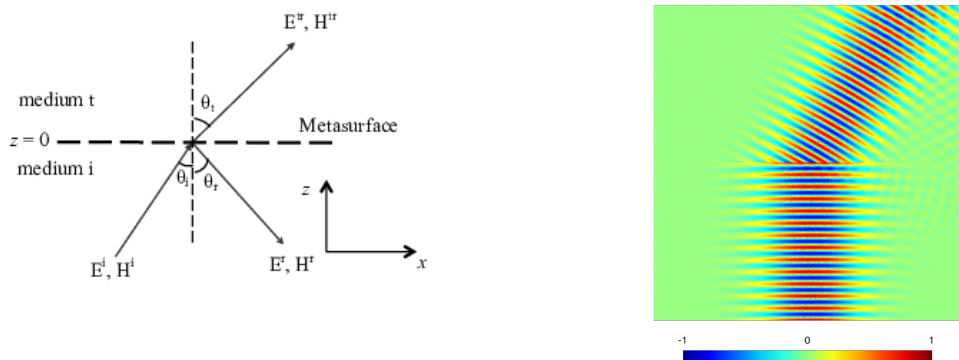 E^tr, H^tr
medium t
θ_t
z = 0
Metasurface
medium i
θ_i
θ_r
z
E^i, H^i
E^r, H^r
x
-1
0
1